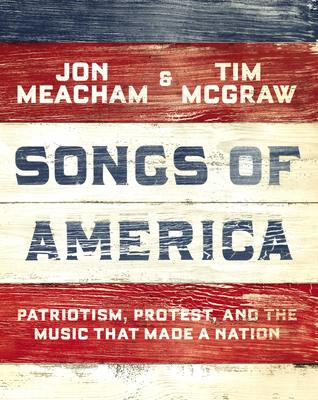 JON MEACHAM & TIM MCGRAW
SONGS OF
AMERICA
PATRIOTISM, PROTEST, AND THE
MUSIC THAT MADE A NATION